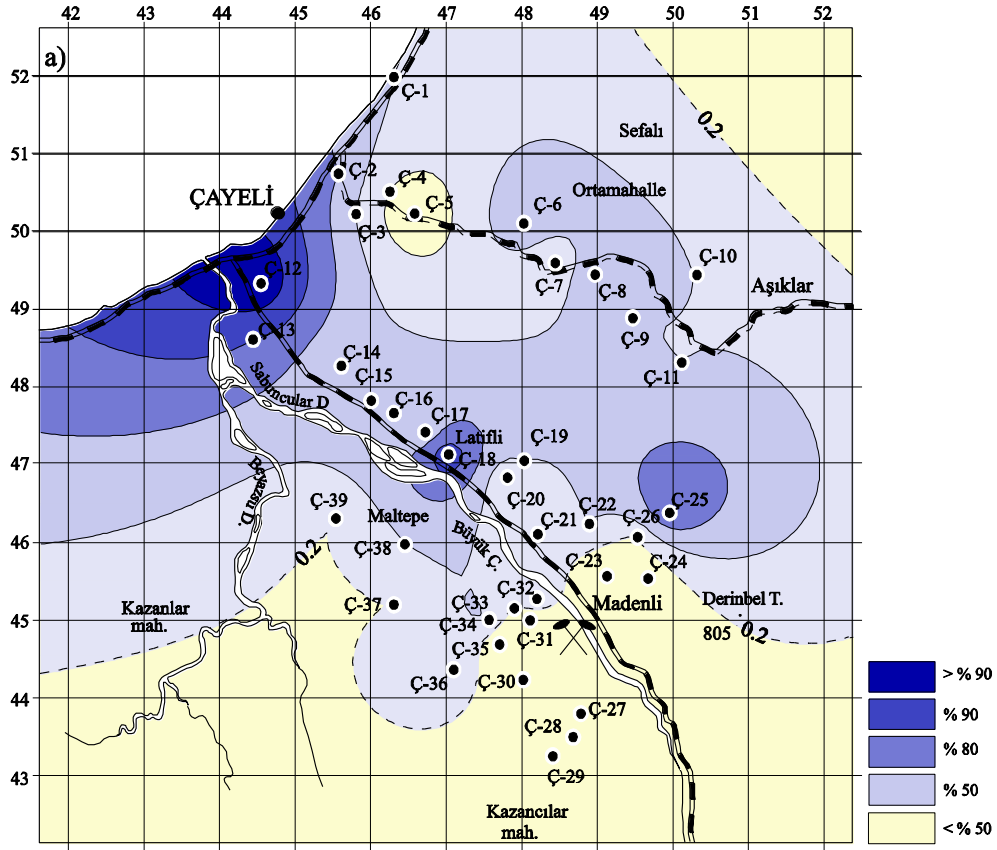 42 43 44 45 46 47 48 49 50 51 52
a)
52
Ç-1
0.2
Sefalı
51
Ç-2
Ç-4
Ortamahalle
ÇAYELİ
Ç-5
Ç-6
50
Ç-3
Ç-10
Ç-12
Ç-7
Ç-8
Aşıklar
49
Ç-13
Ç-9
Ç-14
Ç-11
48
Sabuncular D
Ç-15
Ç-16
Ç-17
Latifli
Ç-19
47
Ç-18
Beyazsu D.
Ç-20
Ç-39
Ç-22
Ç-25
Maltepe
Ç-21
Ç-26
46
0.2
Ç-38
Büyük Ç.
Ç-23
Ç-24
Ç-32
Kazanlar
mah.
Ç-37
Ç-33
Madenli
Derinbel T.
45
Ç-34
Ç-31
805
0.2
Ç-35
Ç-36
Ç-30
> % 90
44
Ç-27
% 90
Ç-28
% 80
43
Ç-29
% 50
Kazancılar
mah.
< % 50